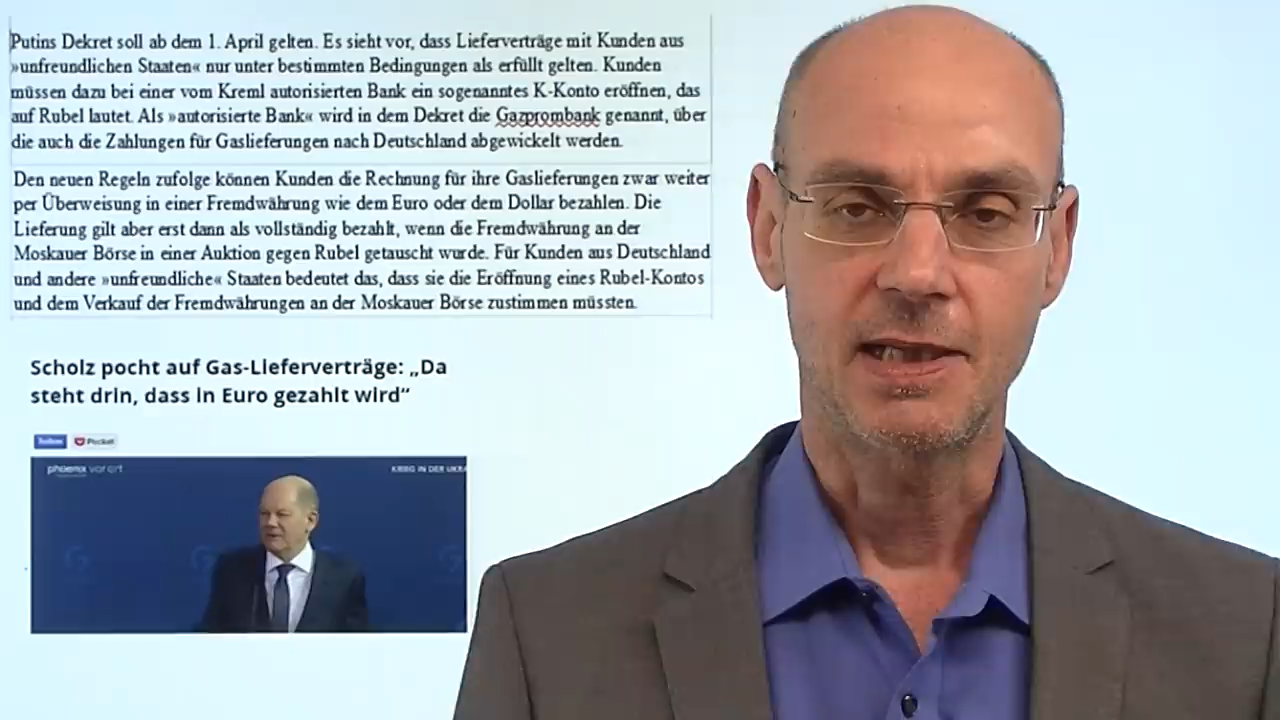 Putins Dekret soll ab dem 1. April gelten. Es sieht vor, dass Lieferverträge mit Kunden aus
»unfreundlichen Staaten« nur unter bestimmten Bedingungen als erfüllt gelten. Kunden
müssen dazu bei einer vom Kreml autorisierten Bank ein sogenanntes K-Konto eröffnen, das
auf Rubel lautet. Als »autorisierte Bank« wird in dem Dekret die Gazprombank genannt, über
die auch die Zahlungen für Gaslieferungen nach Deutschland abgewickelt werden.
Den neuen Regeln zufolge können Kunden die Rechnung für ihre Gaslieferungen zwar weiter
per Überweisung in einer Fremdwährung wie dem Euro oder dem Dollar bezahlen. Die
Lieferung gilt aber erst dann als vollständig bezahlt, wenn die Fremdwährung an der
Moskauer Börse in einer Auktion gegen Rubel getauscht wurde. Für Kunden aus Deutschland
und andere »unfreundliche« Staaten bedeutet das, dass sie die Eröffnung eines Rubel-Kontos
und dem Verkauf der Fremdwährungen an der Moskauer Börse zustimmen müssten.
Scholz pocht auf Gas-Lieferverträge: „Da
steht drin, dass in Euro gezahlt wird“
Pocket
phoenix vor ort
KRIEG IN DER UKRA